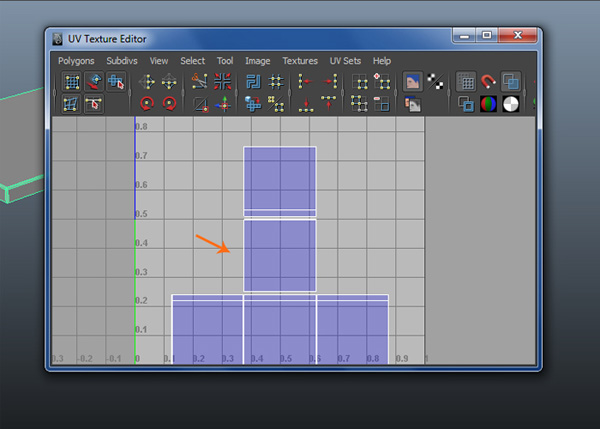 UV Texture Editor
Polygons Subdivs View Select Tool Image Textures UV Sets Help
0.8
0.7
0.6
0.5
0.4
0.3
0.2
0.1
0.3 -0.2 -0.1 0 0.1 0.2 0.3 0.4 0.5 0.6 0.7 0.8 0.9 1